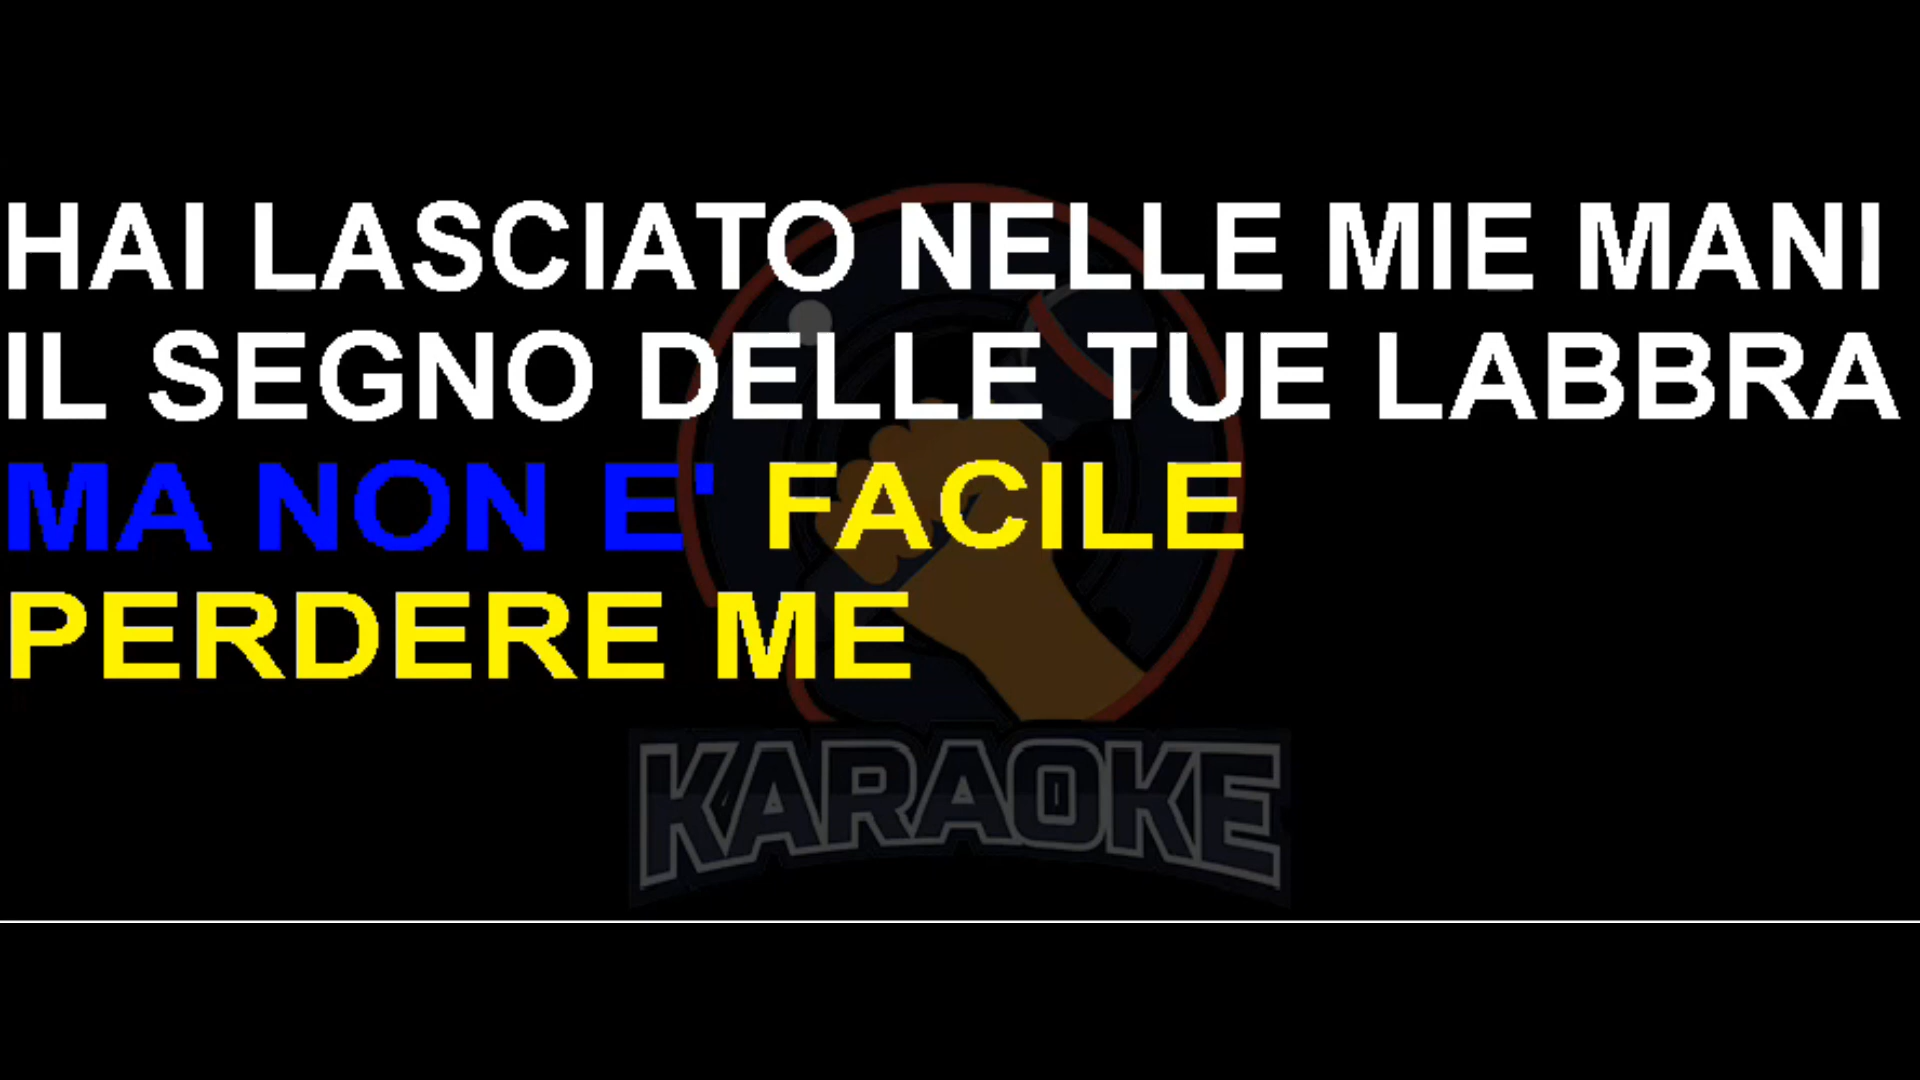 HAI LASCIATO NELLE MIE MANI
IL SEGNO DELLE TUE LABBRA
MA NON E' FACILE
PERDERE ME
KARAOKE